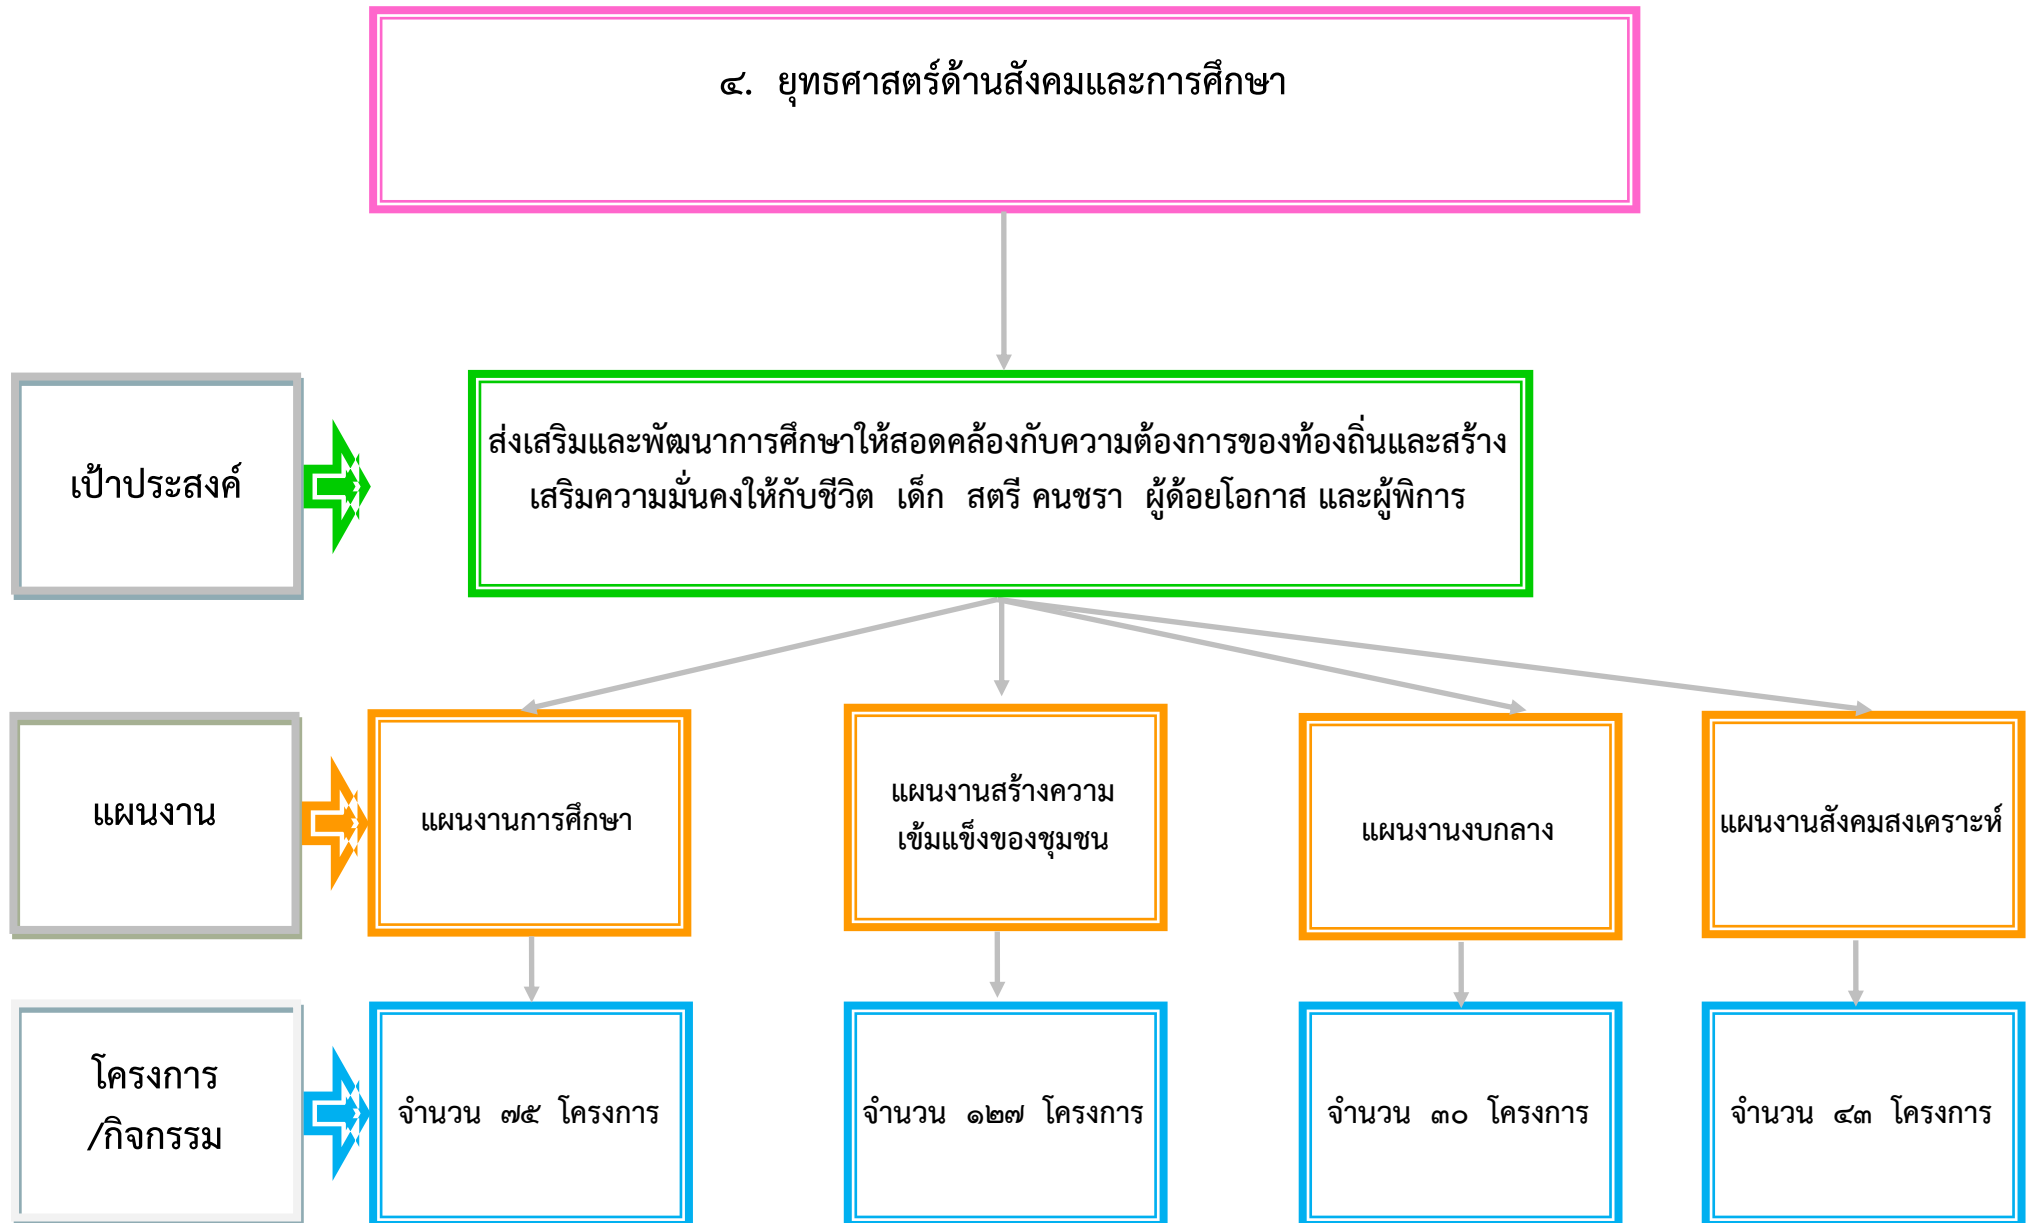 ๔. ยุทธศาสตร์ด้านสังคมและการศึกษา
เป้าประสงค์
ส่งเสริมและพัฒนาการศึกษาให้สอดคล้องกับความต้องการของท้องถิ่นและสร้าง
เสริมความมั่นคงให้กับชีวิต เด็ก สตรี คนชรา ผู้ด้อยโอกาส และผู้พิการ
แผนงาน
แผนงานการศึกษา
แผนงานสร้างความ
เข้มแข็งของชุมชน
แผนงานงบกลาง
แผนงานสังคมสงเคราะห์
โครงการ
/กิจกรรม
จำนวน ๗๕ โครงการ
จำนวน ๑๒๗ โครงการ
จำนวน ๓๐ โครงการ
จำนวน ๔๓ โครงการ